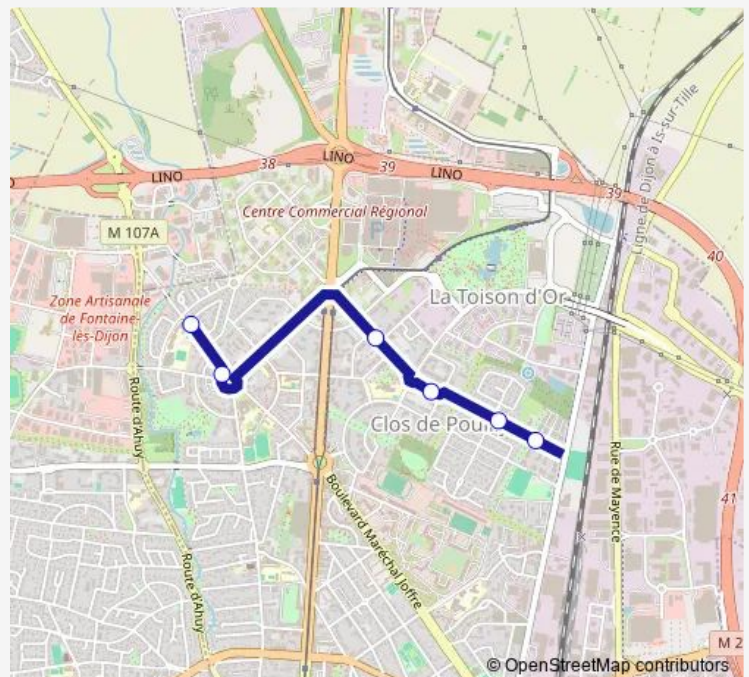 LINO
38
LINO
39
LINO
39
Ligne de Dijon à Is-sur-Tille
Centre Commercial Régional
M 107A
40
La Toison d'Or
Zone Artisanale
de Fontaine-
lès-Dijon
Route d'Ahuy
Clos de
Rue de Mayence
Boulevard Maréchal Joffre
41
Route d'Ahuy
M 2
© OpenStreetMap contributors